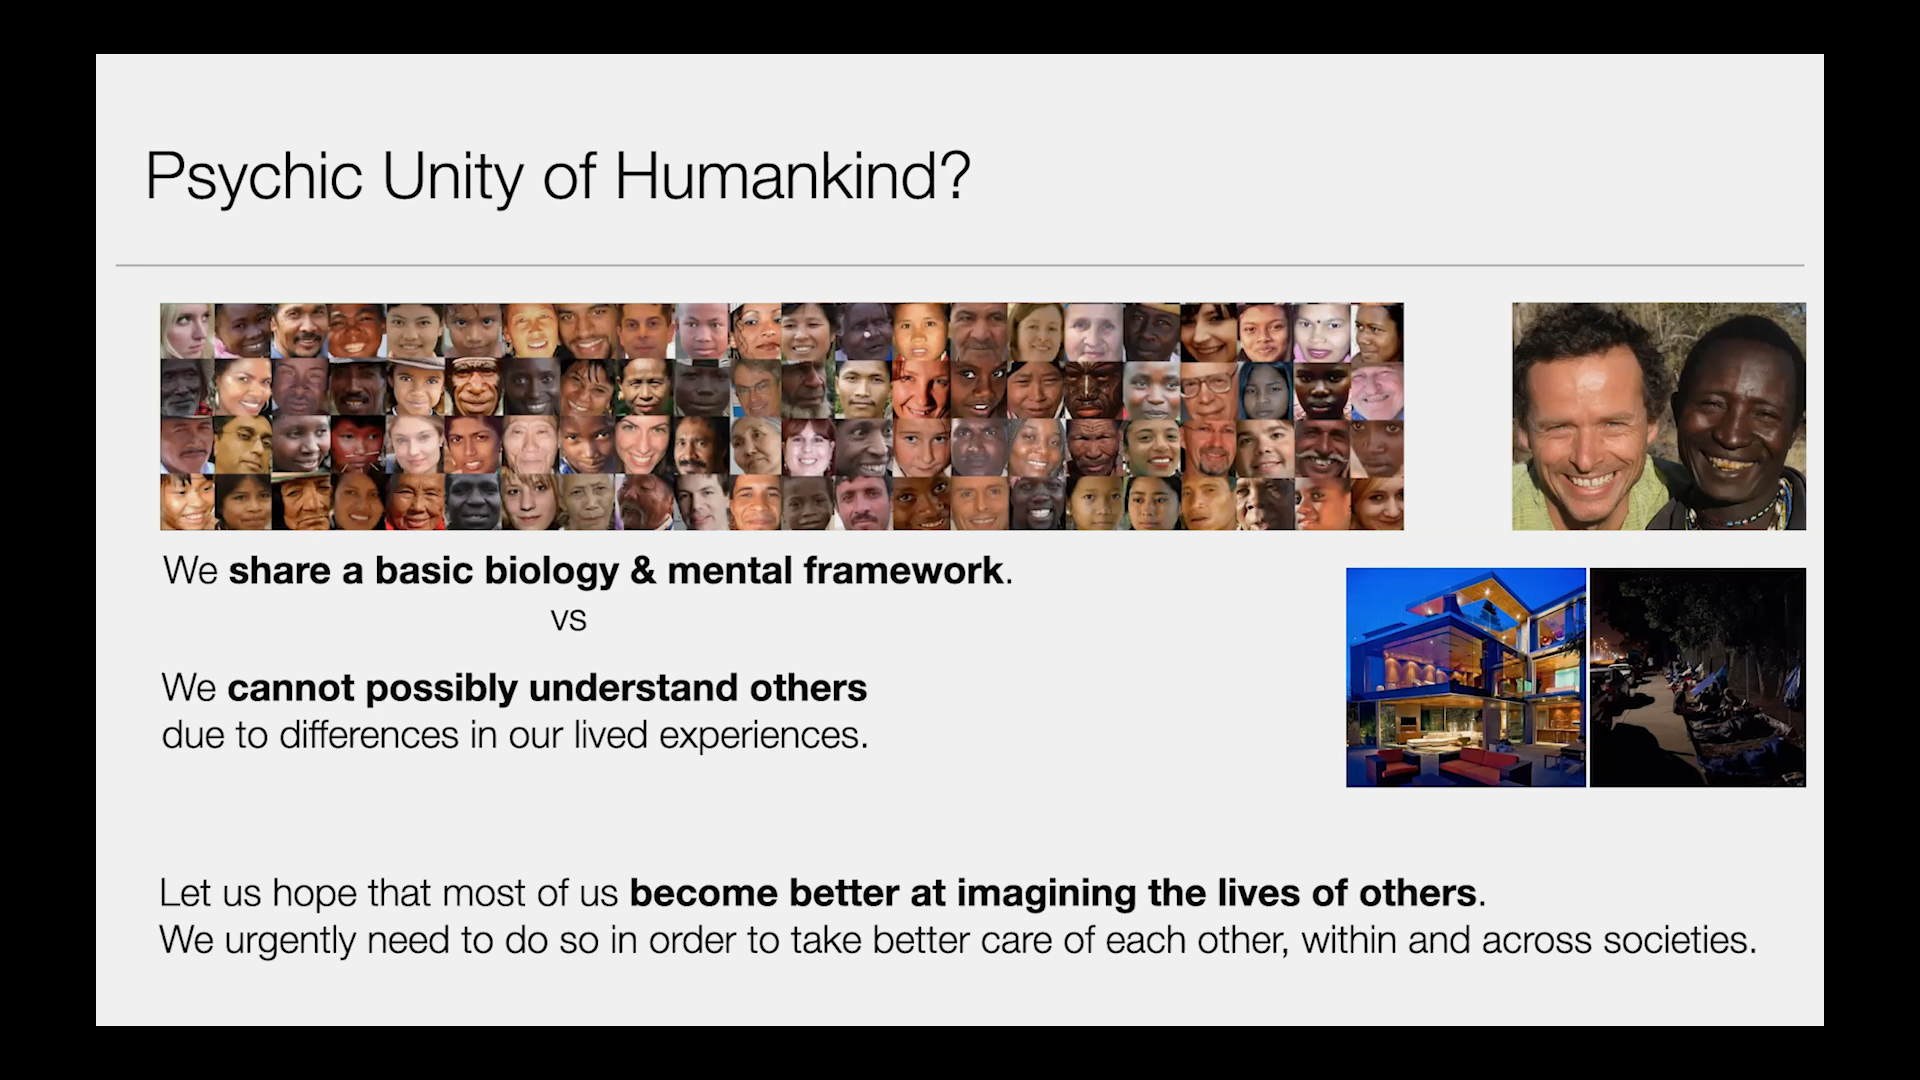 Psychic Unity of Humankind?
We share a basic biology & mental framework.
vs
We cannot possibly understand others
due to differences in our lived experiences.
Let us hope that most of us become better at imagining the lives of others.
We urgently need to do so in order to take better care of each other, within and across societies.